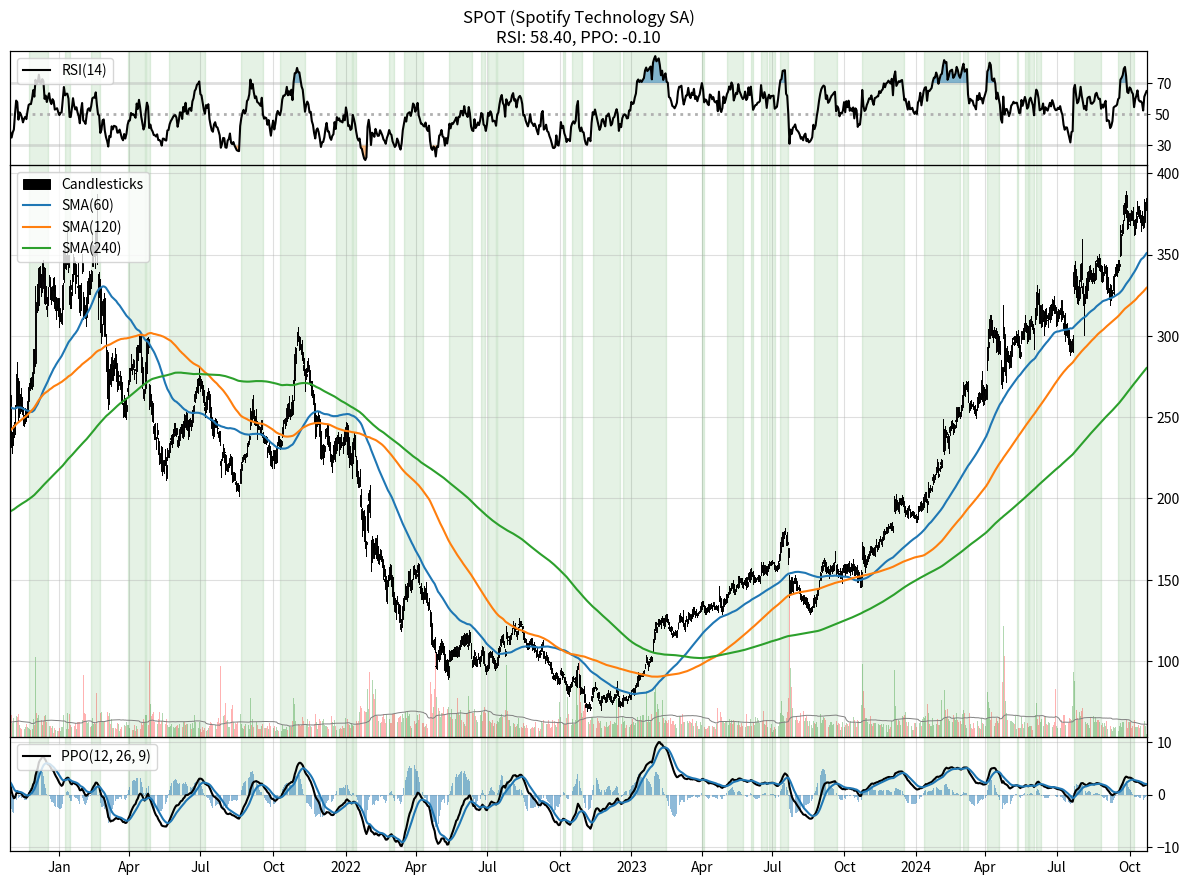 SPOT (Spotify Technology SA)
RSI: 58.40, PPO: -0.10
RSI(14)
70
50
30
Candlesticks
SMA(60)
SMA(120)
SMA(240)
400
350
300
250
200
150
100
PPO(12, 26, 9)
10
0
−10
Jan Apr Jul Oct 2022 Apr Jul Oct 2023 Apr Jul Oct 2024 Apr Jul Oct